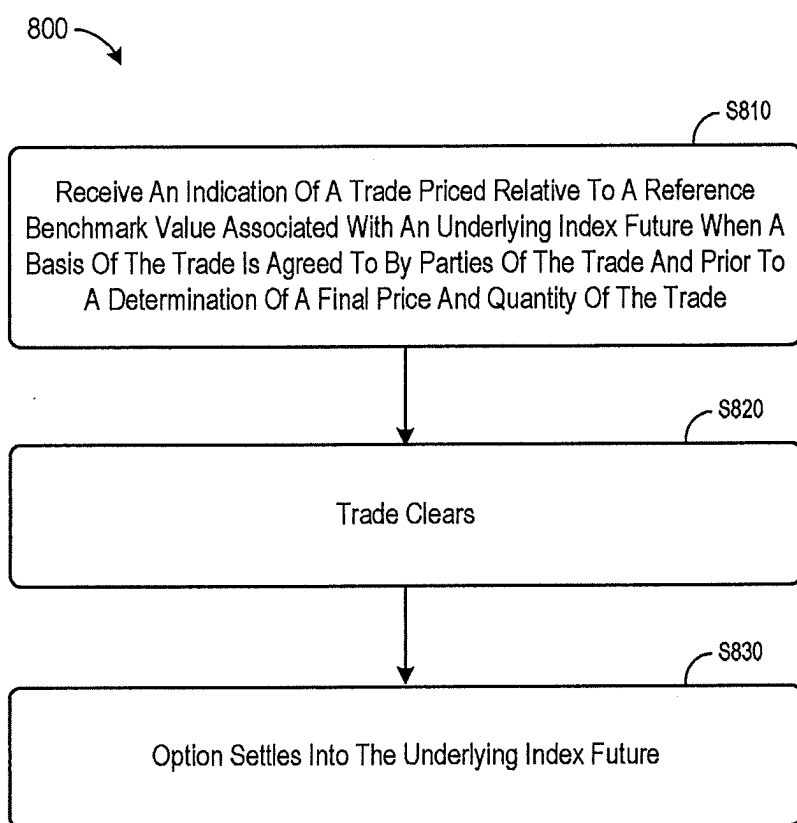 800
S810
Receive An Indication Of A Trade Priced Relative To A Reference
Benchmark Value Associated With An Underlying Index Future When A
Basis Of The Trade Is Agreed To By Parties Of The Trade And Prior To
A Determination Of A Final Price And Quantity Of The Trade
S820
Trade Clears
S830
Option Settles Into The Underlying Index Future